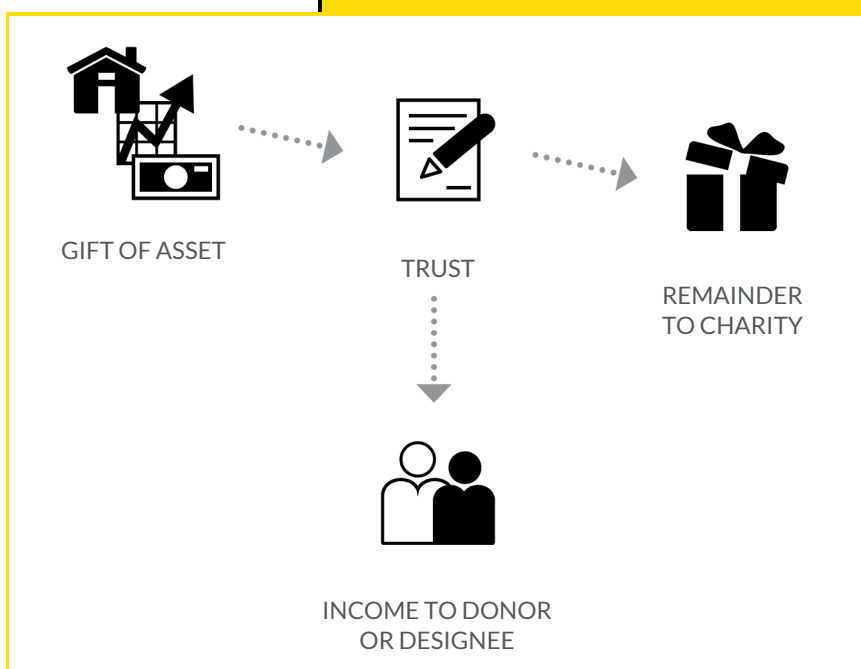 GIFT OF ASSET
TRUST
REMAINDER
TO CHARITY
INCOME TO DONOR
OR DESIGNEE